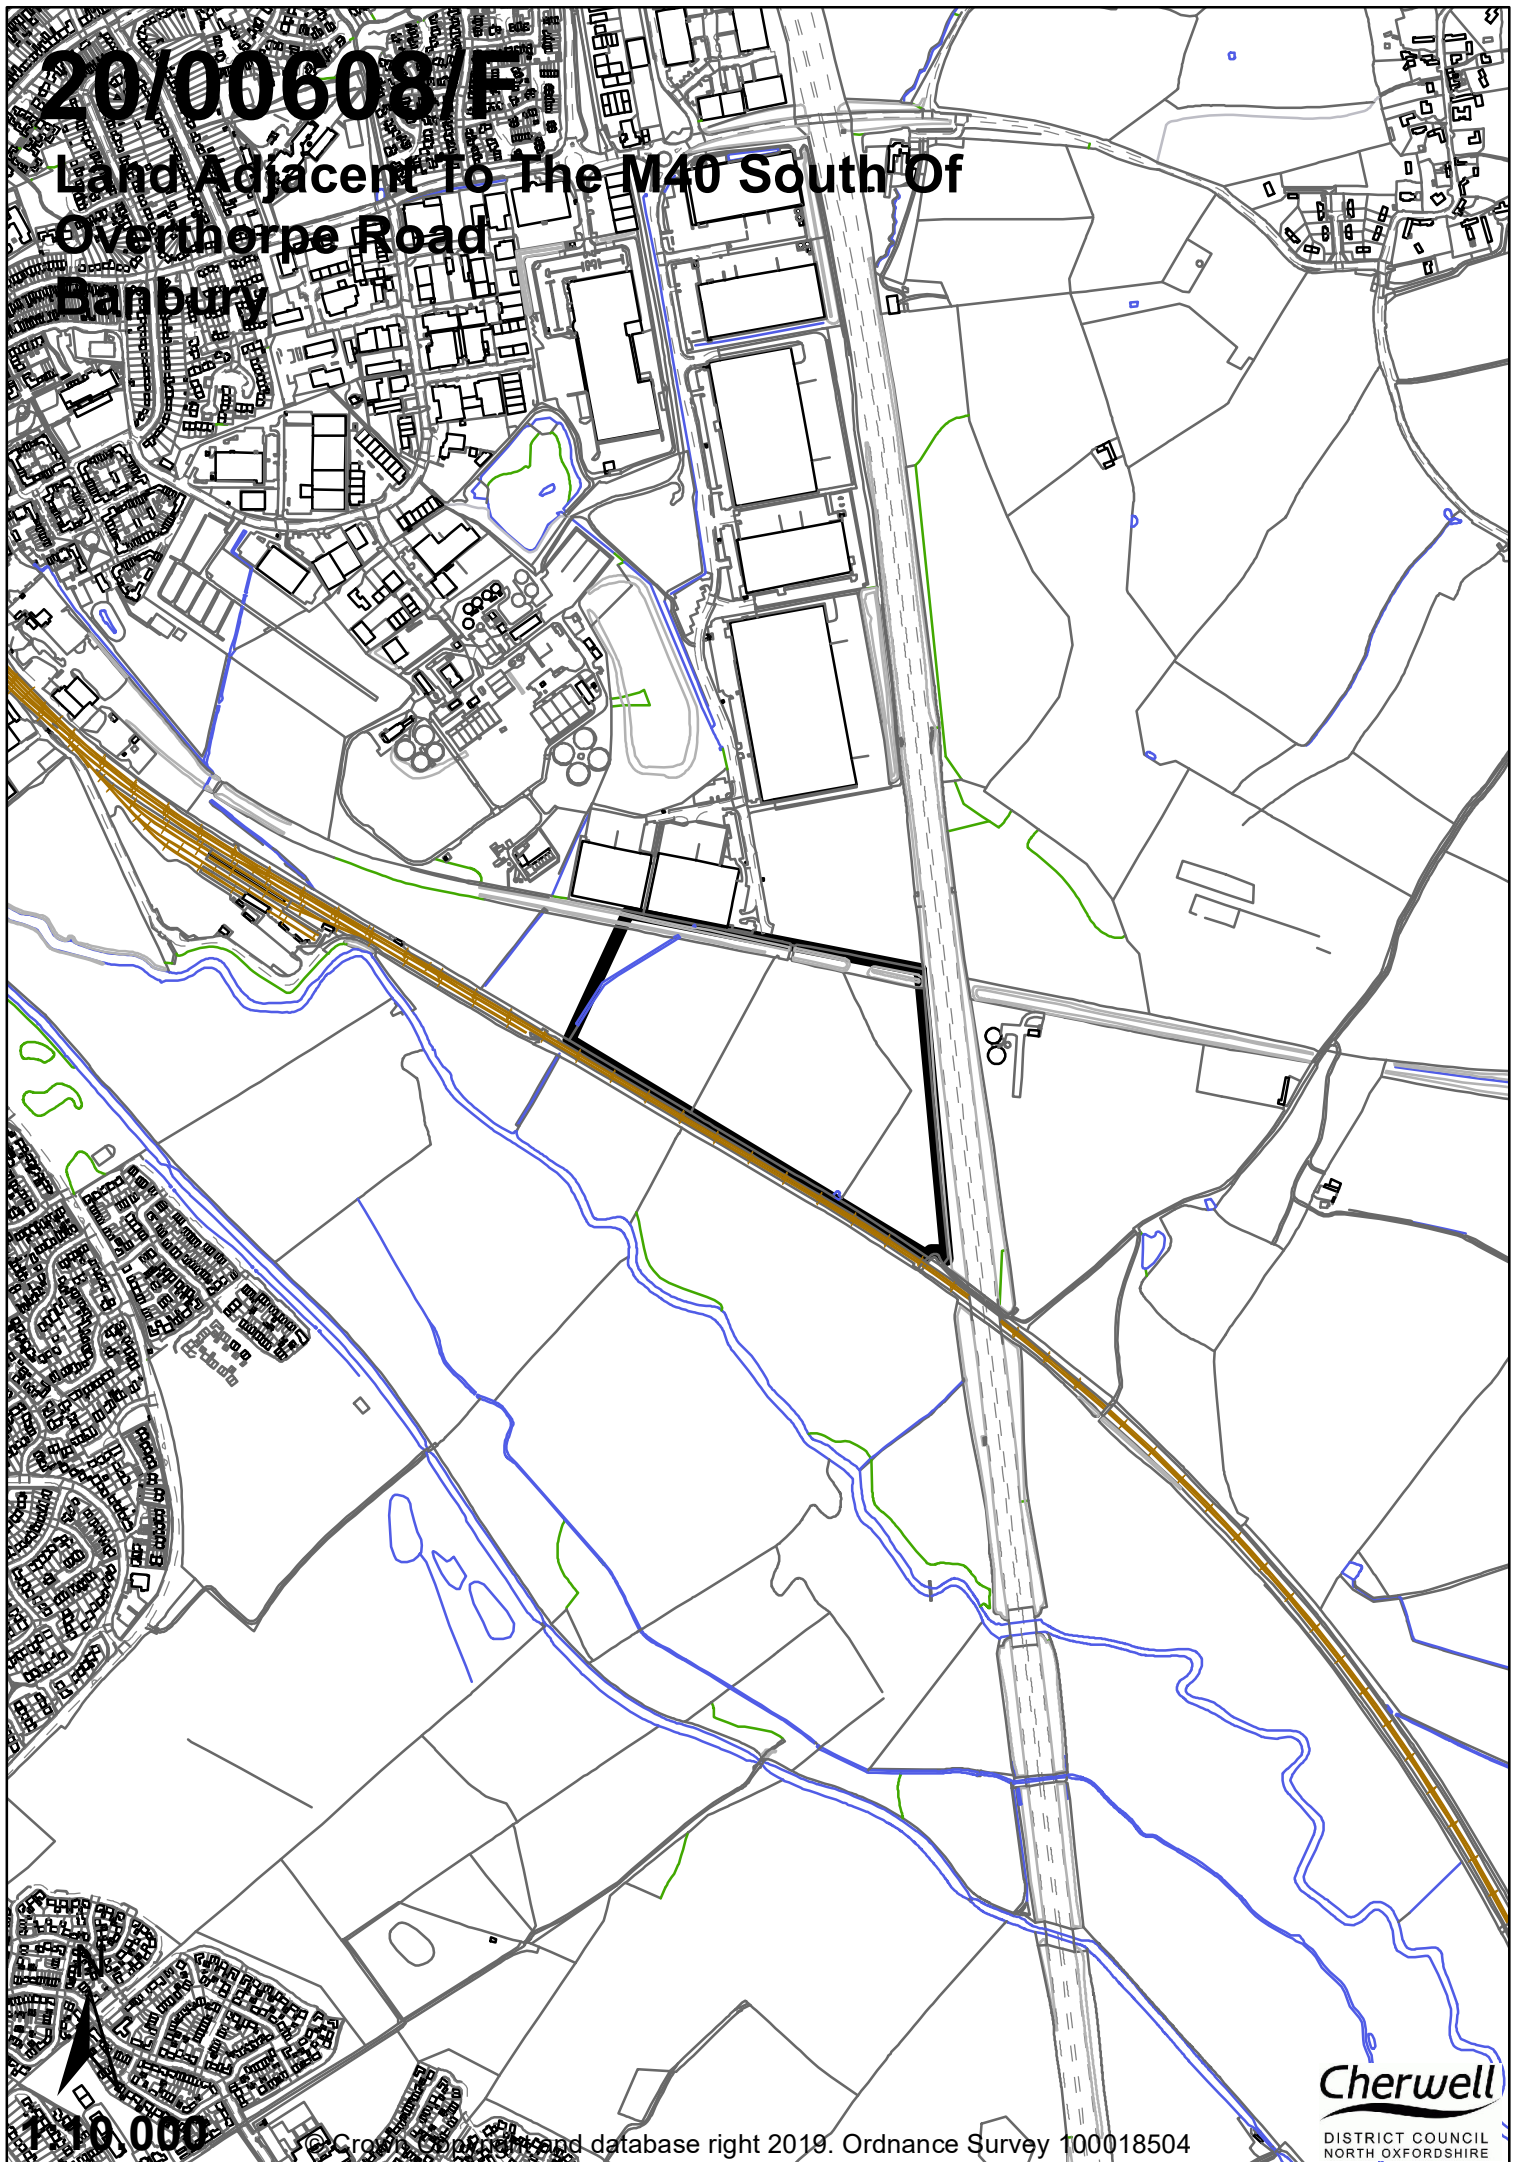 20/00608/F
Land Adjacent To The M40 South Of
Overthorpe Road
Banbury
N
1:10,000
© Crown Copyright and database right 2019. Ordnance Survey 100018504
Cherwell
DISTRICT COUNCIL
NORTH OXFORDSHIRE